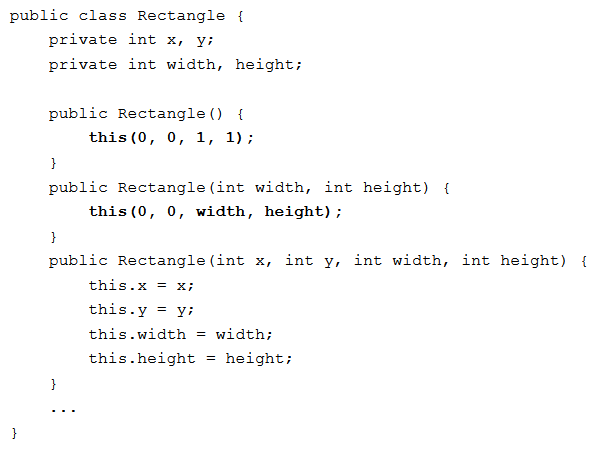 public class Rectangle {
    private int x, y;
    private int width, height;

    public Rectangle() {
        this(0, 0, 1, 1);
    }
    public Rectangle(int width, int height) {
        this(0, 0, width, height);
    }
    public Rectangle(int x, int y, int width, int height) {
        this.x = x;
        this.y = y;
        this.width = width;
        this.height = height;
    }
    ...
}